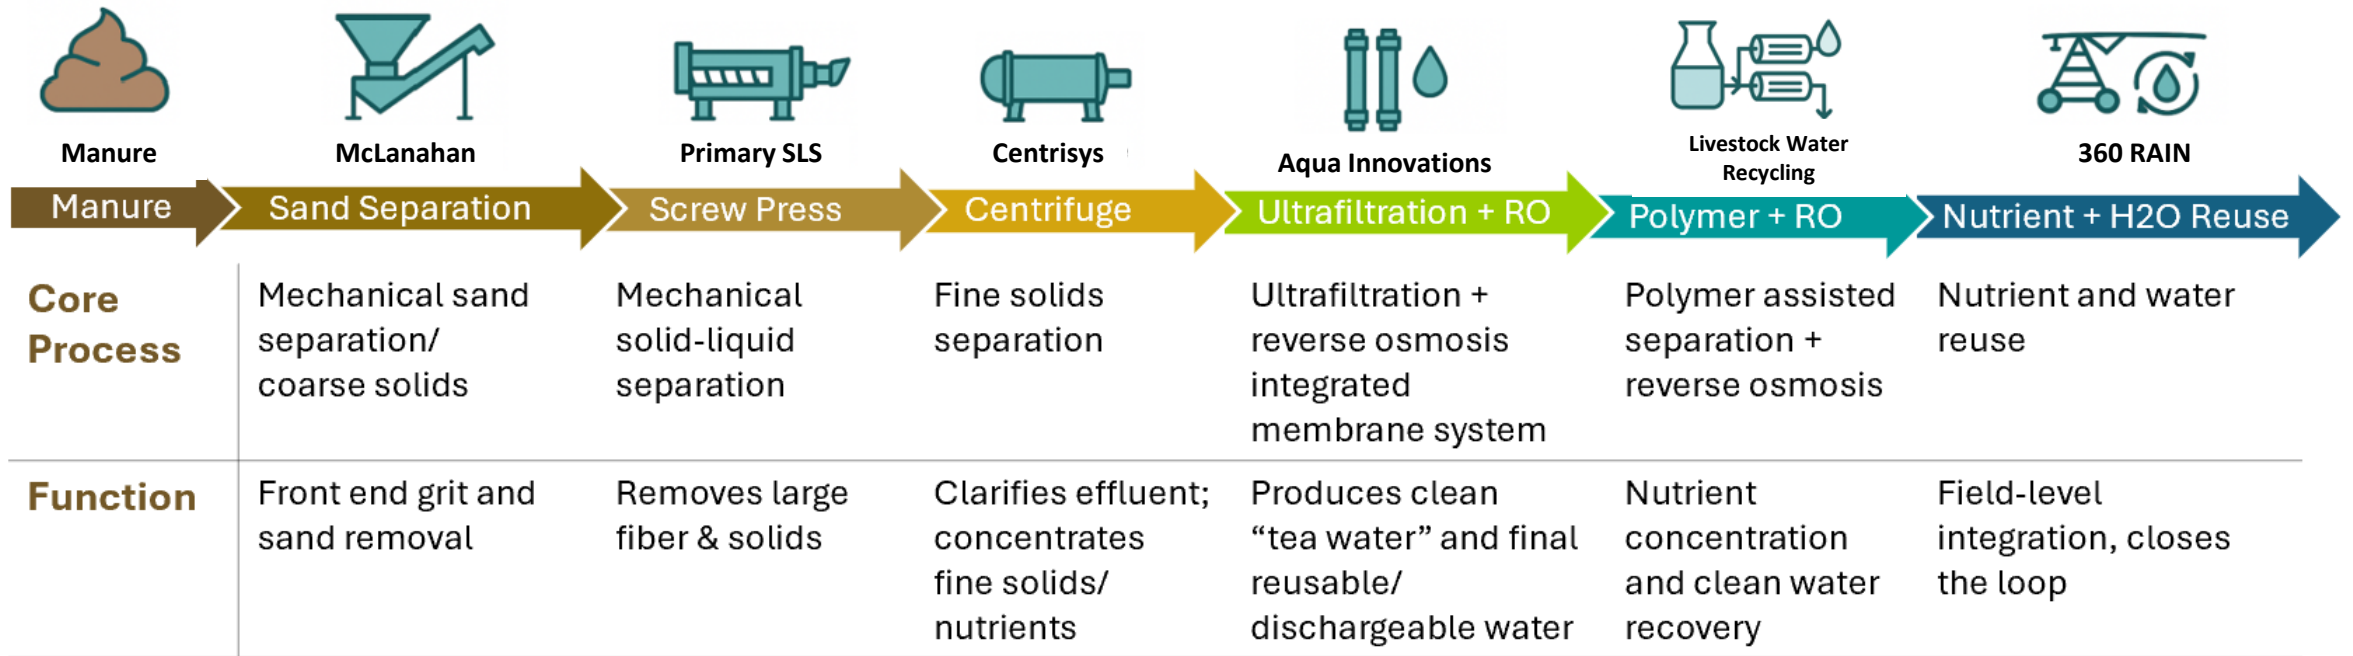 Manure
McLanahan
Primary SLS
Centrisys
Aqua Innovations
Livestock Water
Recycling
360 RAIN
Manure
Sand Separation
Screw Press
Centrifuge
Ultrafiltration + RO
Polymer + RO
Nutrient + H2O Reuse
Core
Process
Mechanical sand
separation/
coarse solids
Mechanical
solid-liquid
separation
Fine solids
separation
Ultrafiltration +
reverse osmosis
integrated
membrane system
Polymer assisted
separation +
reverse osmosis
Nutrient and water
reuse
Function
Front end grit and
sand removal
Removes large
fiber & solids
Clarifies effluent;
concentrates
fine solids/
nutrients
Produces clean
“tea water” and final
reusable/
dischargeable water
Nutrient
concentration
and clean water
recovery
Field-level
integration, closes
the loop